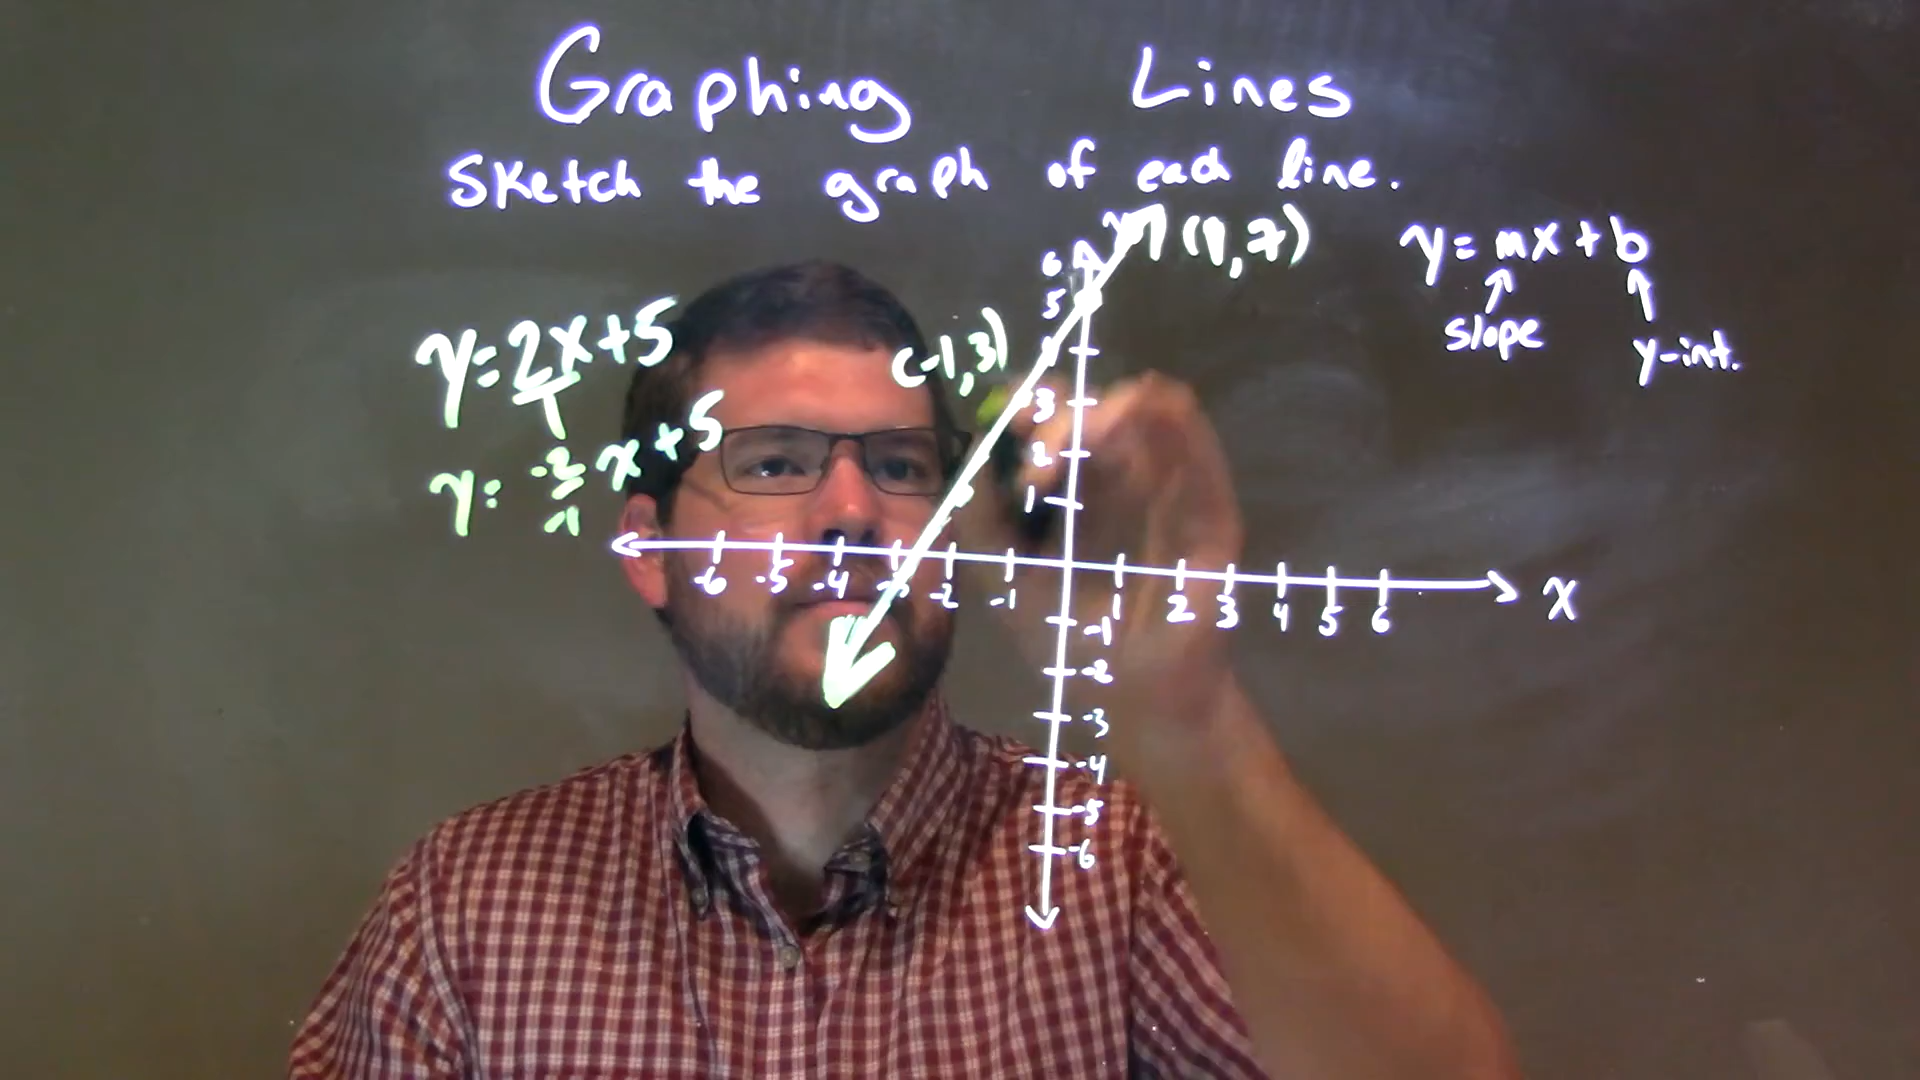 Graphing Lines
Sketch the graph of each line.
y=mx+b
slope
y-int.
y=2x+5
1
y=-2/-1 x+5
(1,7)
(-1,3)
6
5
3
2
1
-6 -5 -4 -2 -1 1 2 3 4 5 6
x
-1
-2
-3
-4
-5
-6